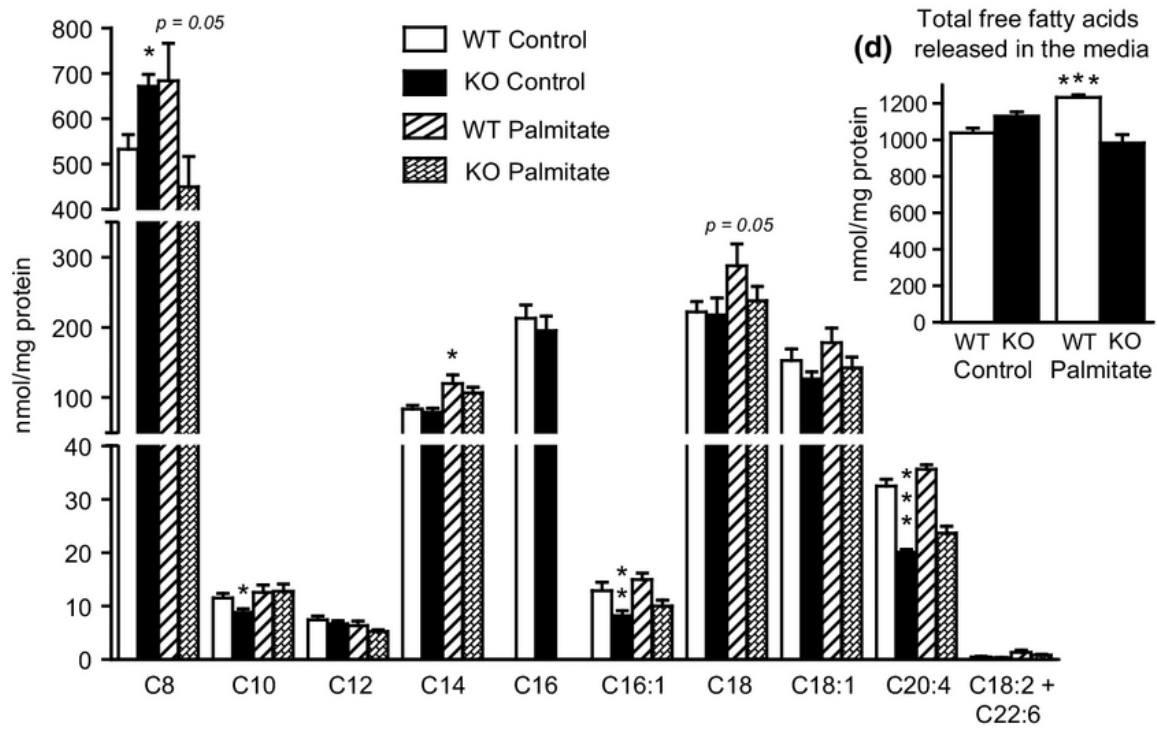 p = 0.05
*
800
700
600
500
400
300
200
100
40
30
20
10
0
nmol/mg protein
WT Control
KO Control
WT Palmitate
KO Palmitate
*
*
**
p = 0.05
***
C8
C10
C12
C14
C16
C16:1
C18
C18:1
C20:4
C18:2 +
C22:6
(d)
Total free fatty acids
released in the media
***
1200
1000
800
600
400
200
0
nmol/mg protein
WT KO WT KO
Control Palmitate